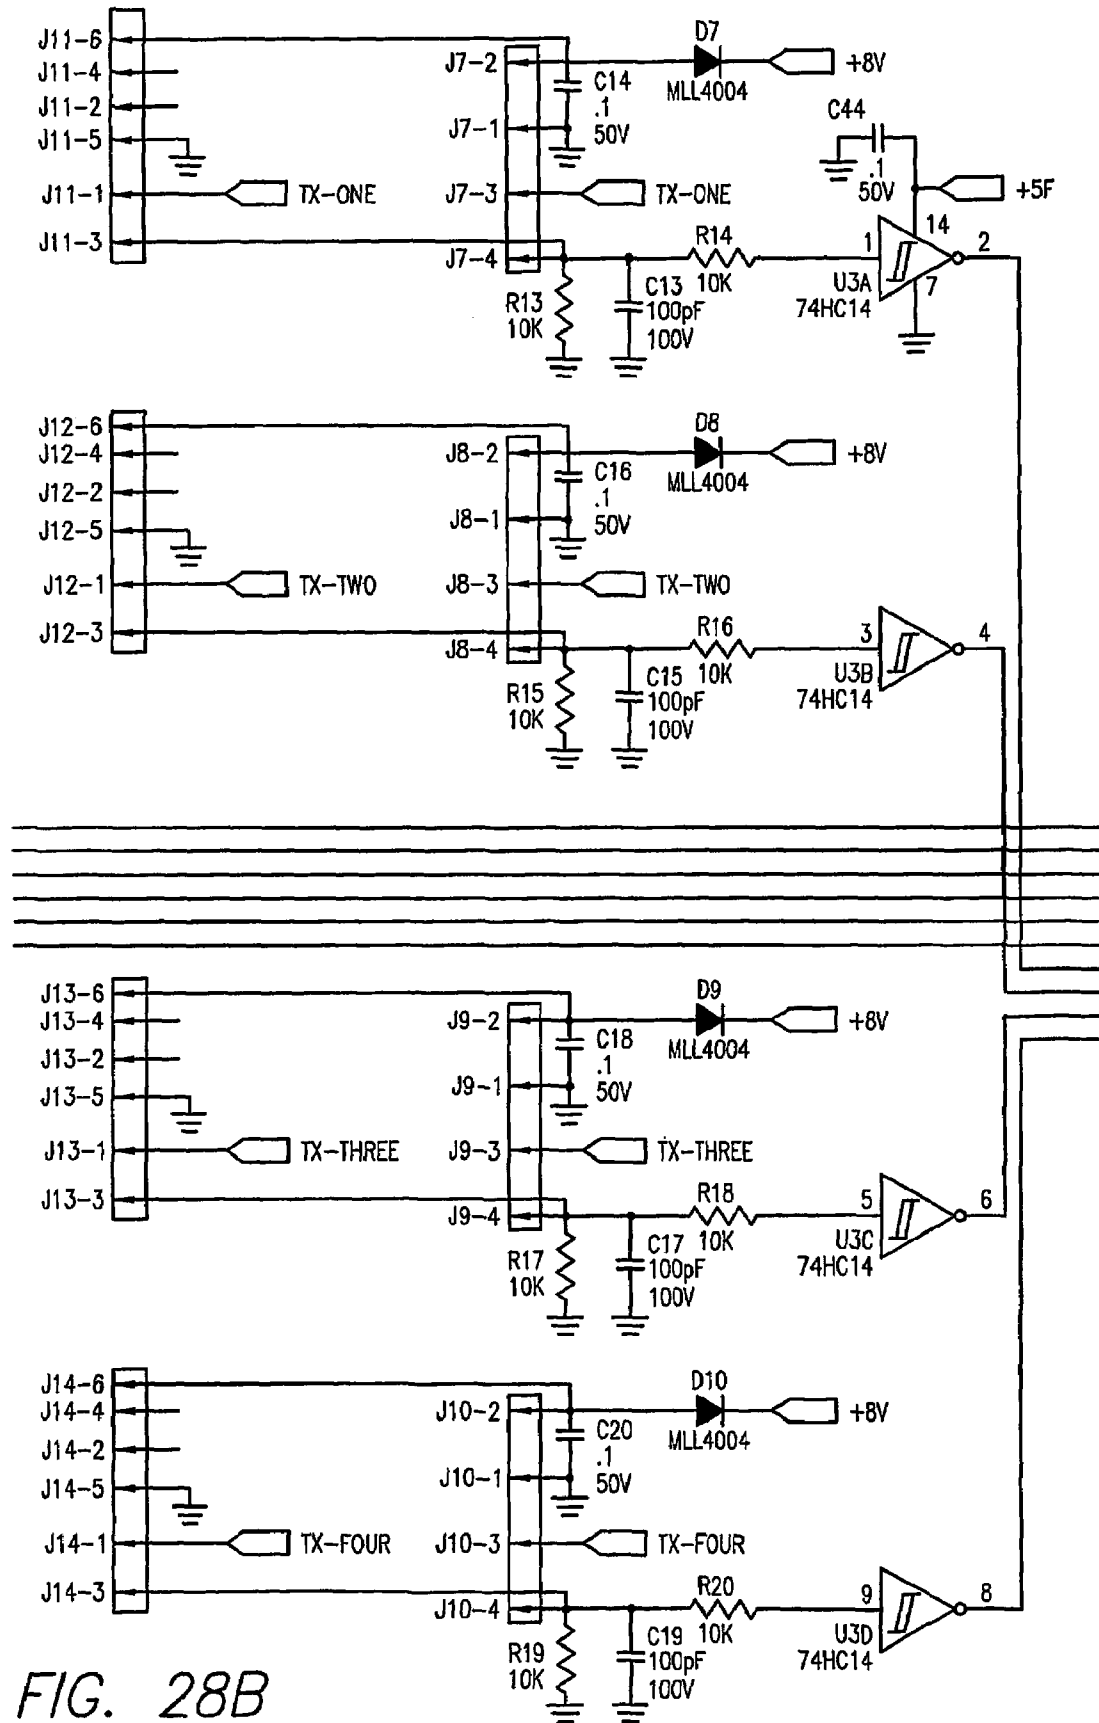 J11-6
J11-4
J11-2
J11-5
J11-1
J11-3
TX-ONE
J7-2
J7-1
J7-3
J7-4
C14
.1
50V
D7
MLL4004
+8V
TX-ONE
C44
.1
50V
+5F
R13
10K
C13
100pF
100V
R14
10K
1
14
2
7
U3A
74HC14
J12-6
J12-4
J12-2
J12-5
J12-1
J12-3
TX-TWO
J8-2
J8-1
J8-3
J8-4
C16
.1
50V
D8
MLL4004
+8V
TX-TWO
R15
10K
C15
100pF
100V
R16
10K
3
4
U3B
74HC14
J13-6
J13-4
J13-2
J13-5
J13-1
J13-3
TX-THREE
J9-2
J9-1
J9-3
J9-4
C18
.1
50V
D9
MLL4004
+8V
TX-THREE
R17
10K
C17
100pF
100V
R18
10K
5
6
U3C
74HC14
J14-6
J14-4
J14-2
J14-5
J14-1
J14-3
TX-FOUR
J10-2
J10-1
J10-3
J10-4
C20
.1
50V
D10
MLL4004
+8V
TX-FOUR
R19
10K
C19
100pF
100V
R20
10K
9
8
U3D
74HC14
FIG. 28B